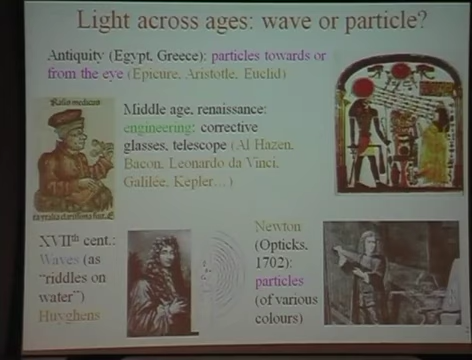 Light across ages: wave or particle?
Antiquity (Egypt, Greece): particles towards or
from the eye (Epicure, Aristotle, Euclid)
Middle age, renaissance:
engineering: corrective
glasses, telescope (Al Hazen,
Bacon, Leonardo da Vinci,
Galilée, Kepler…)
XVIIth cent.:
Waves (as
"riddles on
water")
Huyghens
Newton
(Opticks,
1702):
particles
(of various
colours)